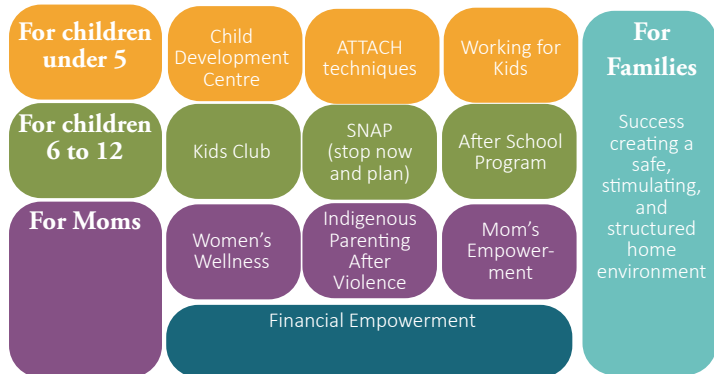 For children
under 5
Child
Development
Centre
ATTACH
techniques
Working for
Kids
For children
6 to 12
Kids Club
SNAP
(stop now
and plan)
After School
Program
For Moms
Women’s
Wellness
Indigenous
Parenting
After
Violence
Mom’s
Empower-
ment
Financial Empowerment
For
Families
Success
creating a
safe,
stimulating,
and
structured
home
environment